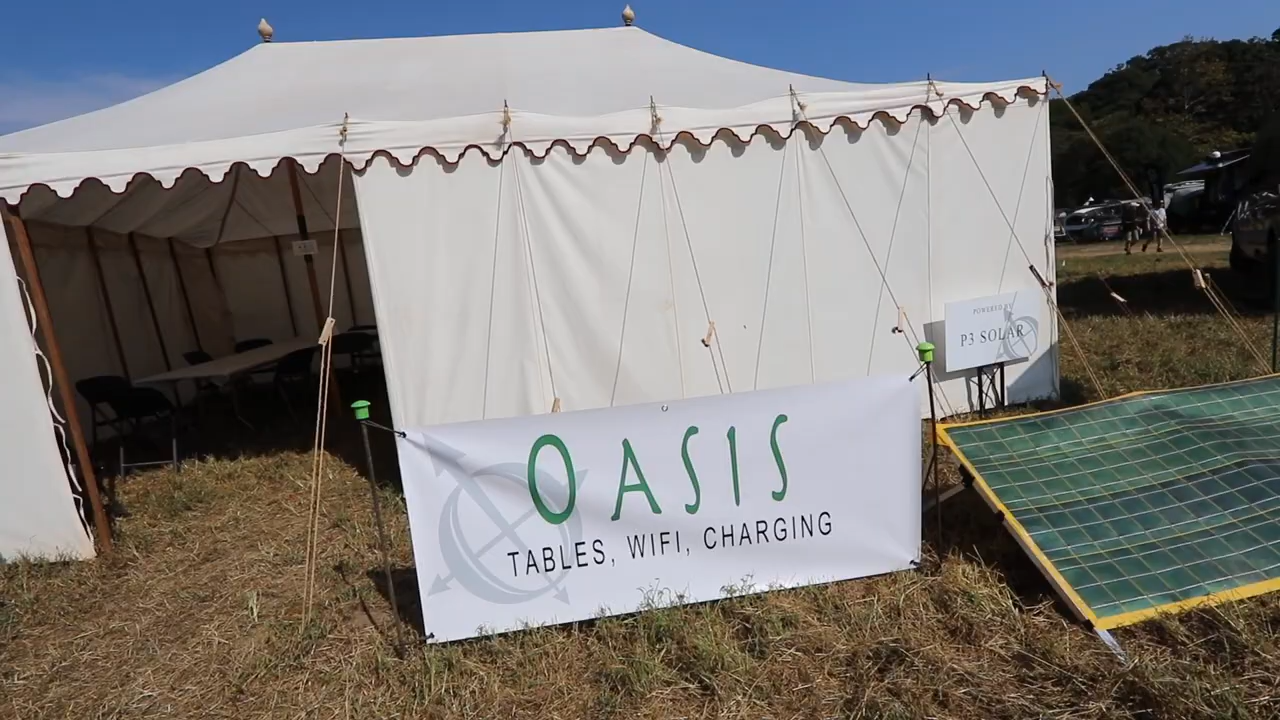 POWERED BY
P3 SOLAR
OASIS
TABLES, WIFI, CHARGING